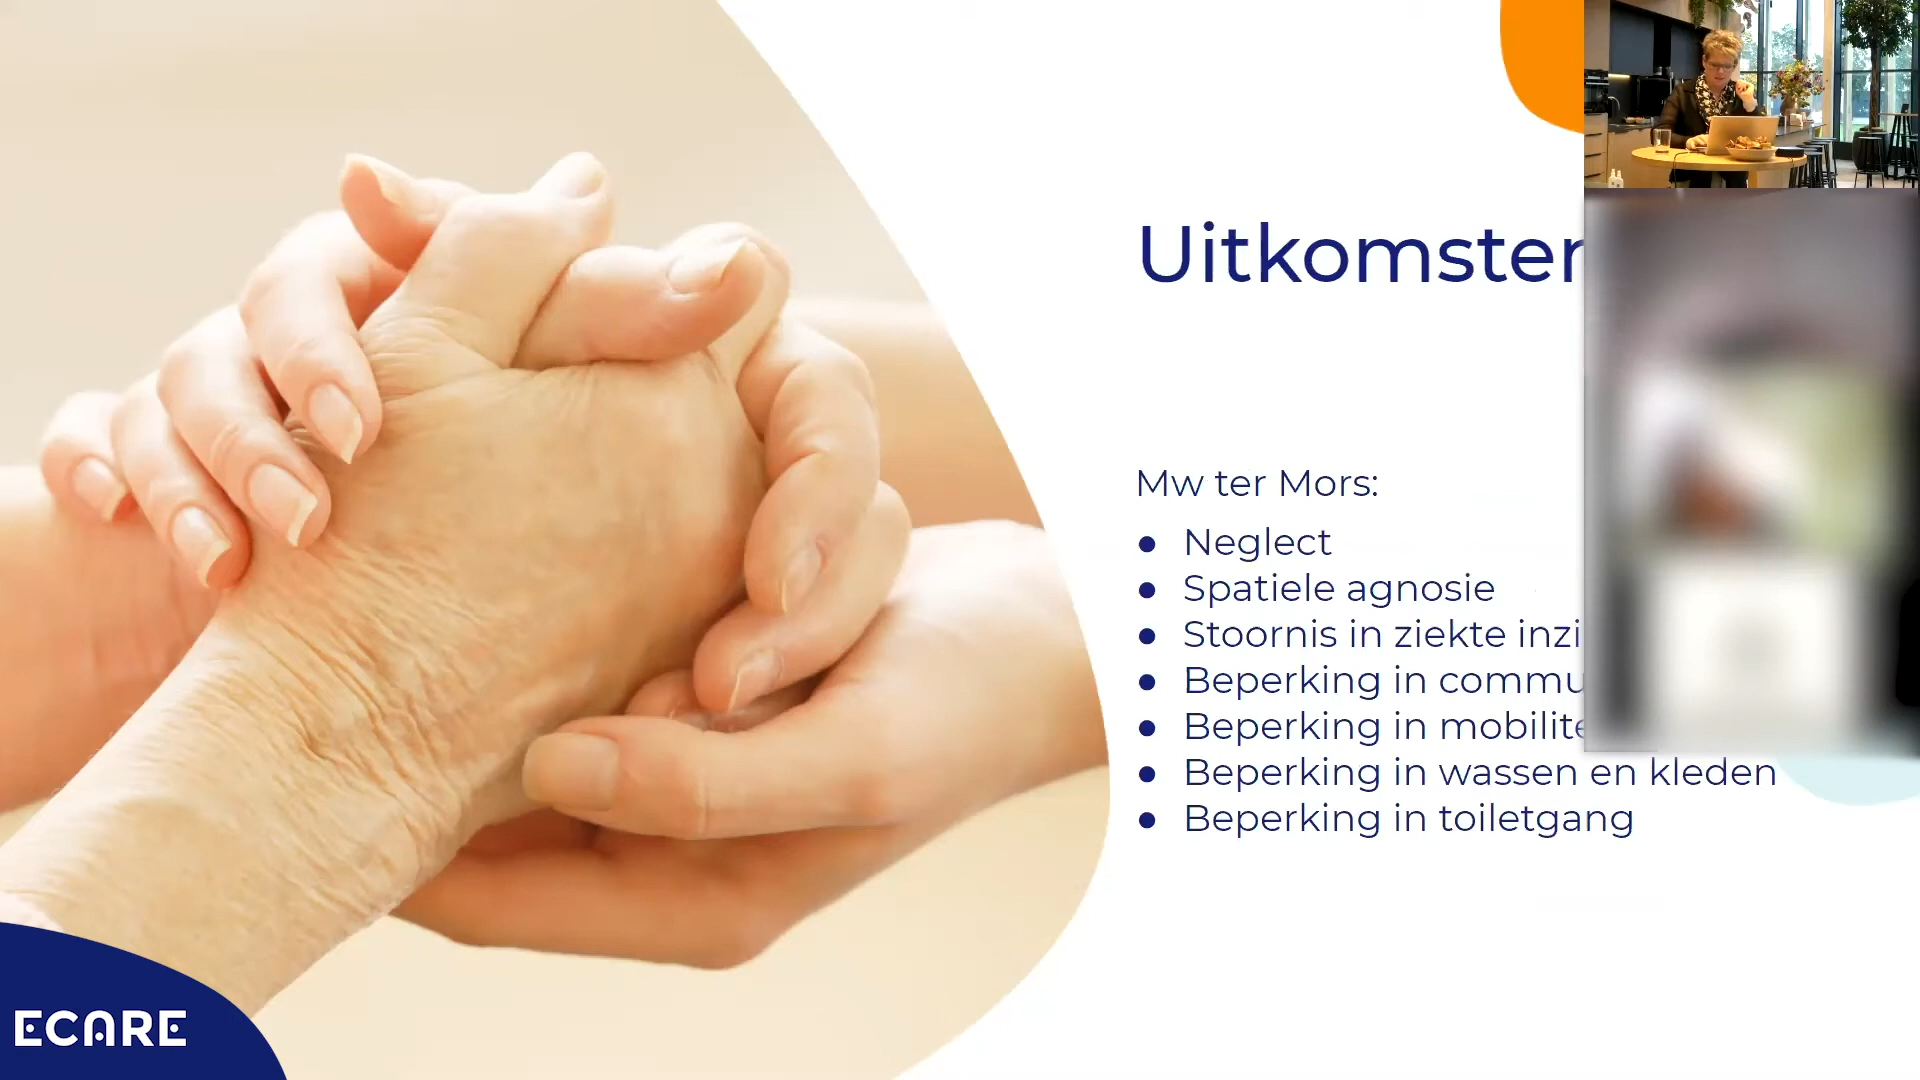 Uitkomsten
Mw ter Mors:
● Neglect
● Spatiele agnosie
● Stoornis in ziekte
● Beperking in
● Beperking in
● Beperking in wassen en kleden
● Beperking in toiletgang
ECARE